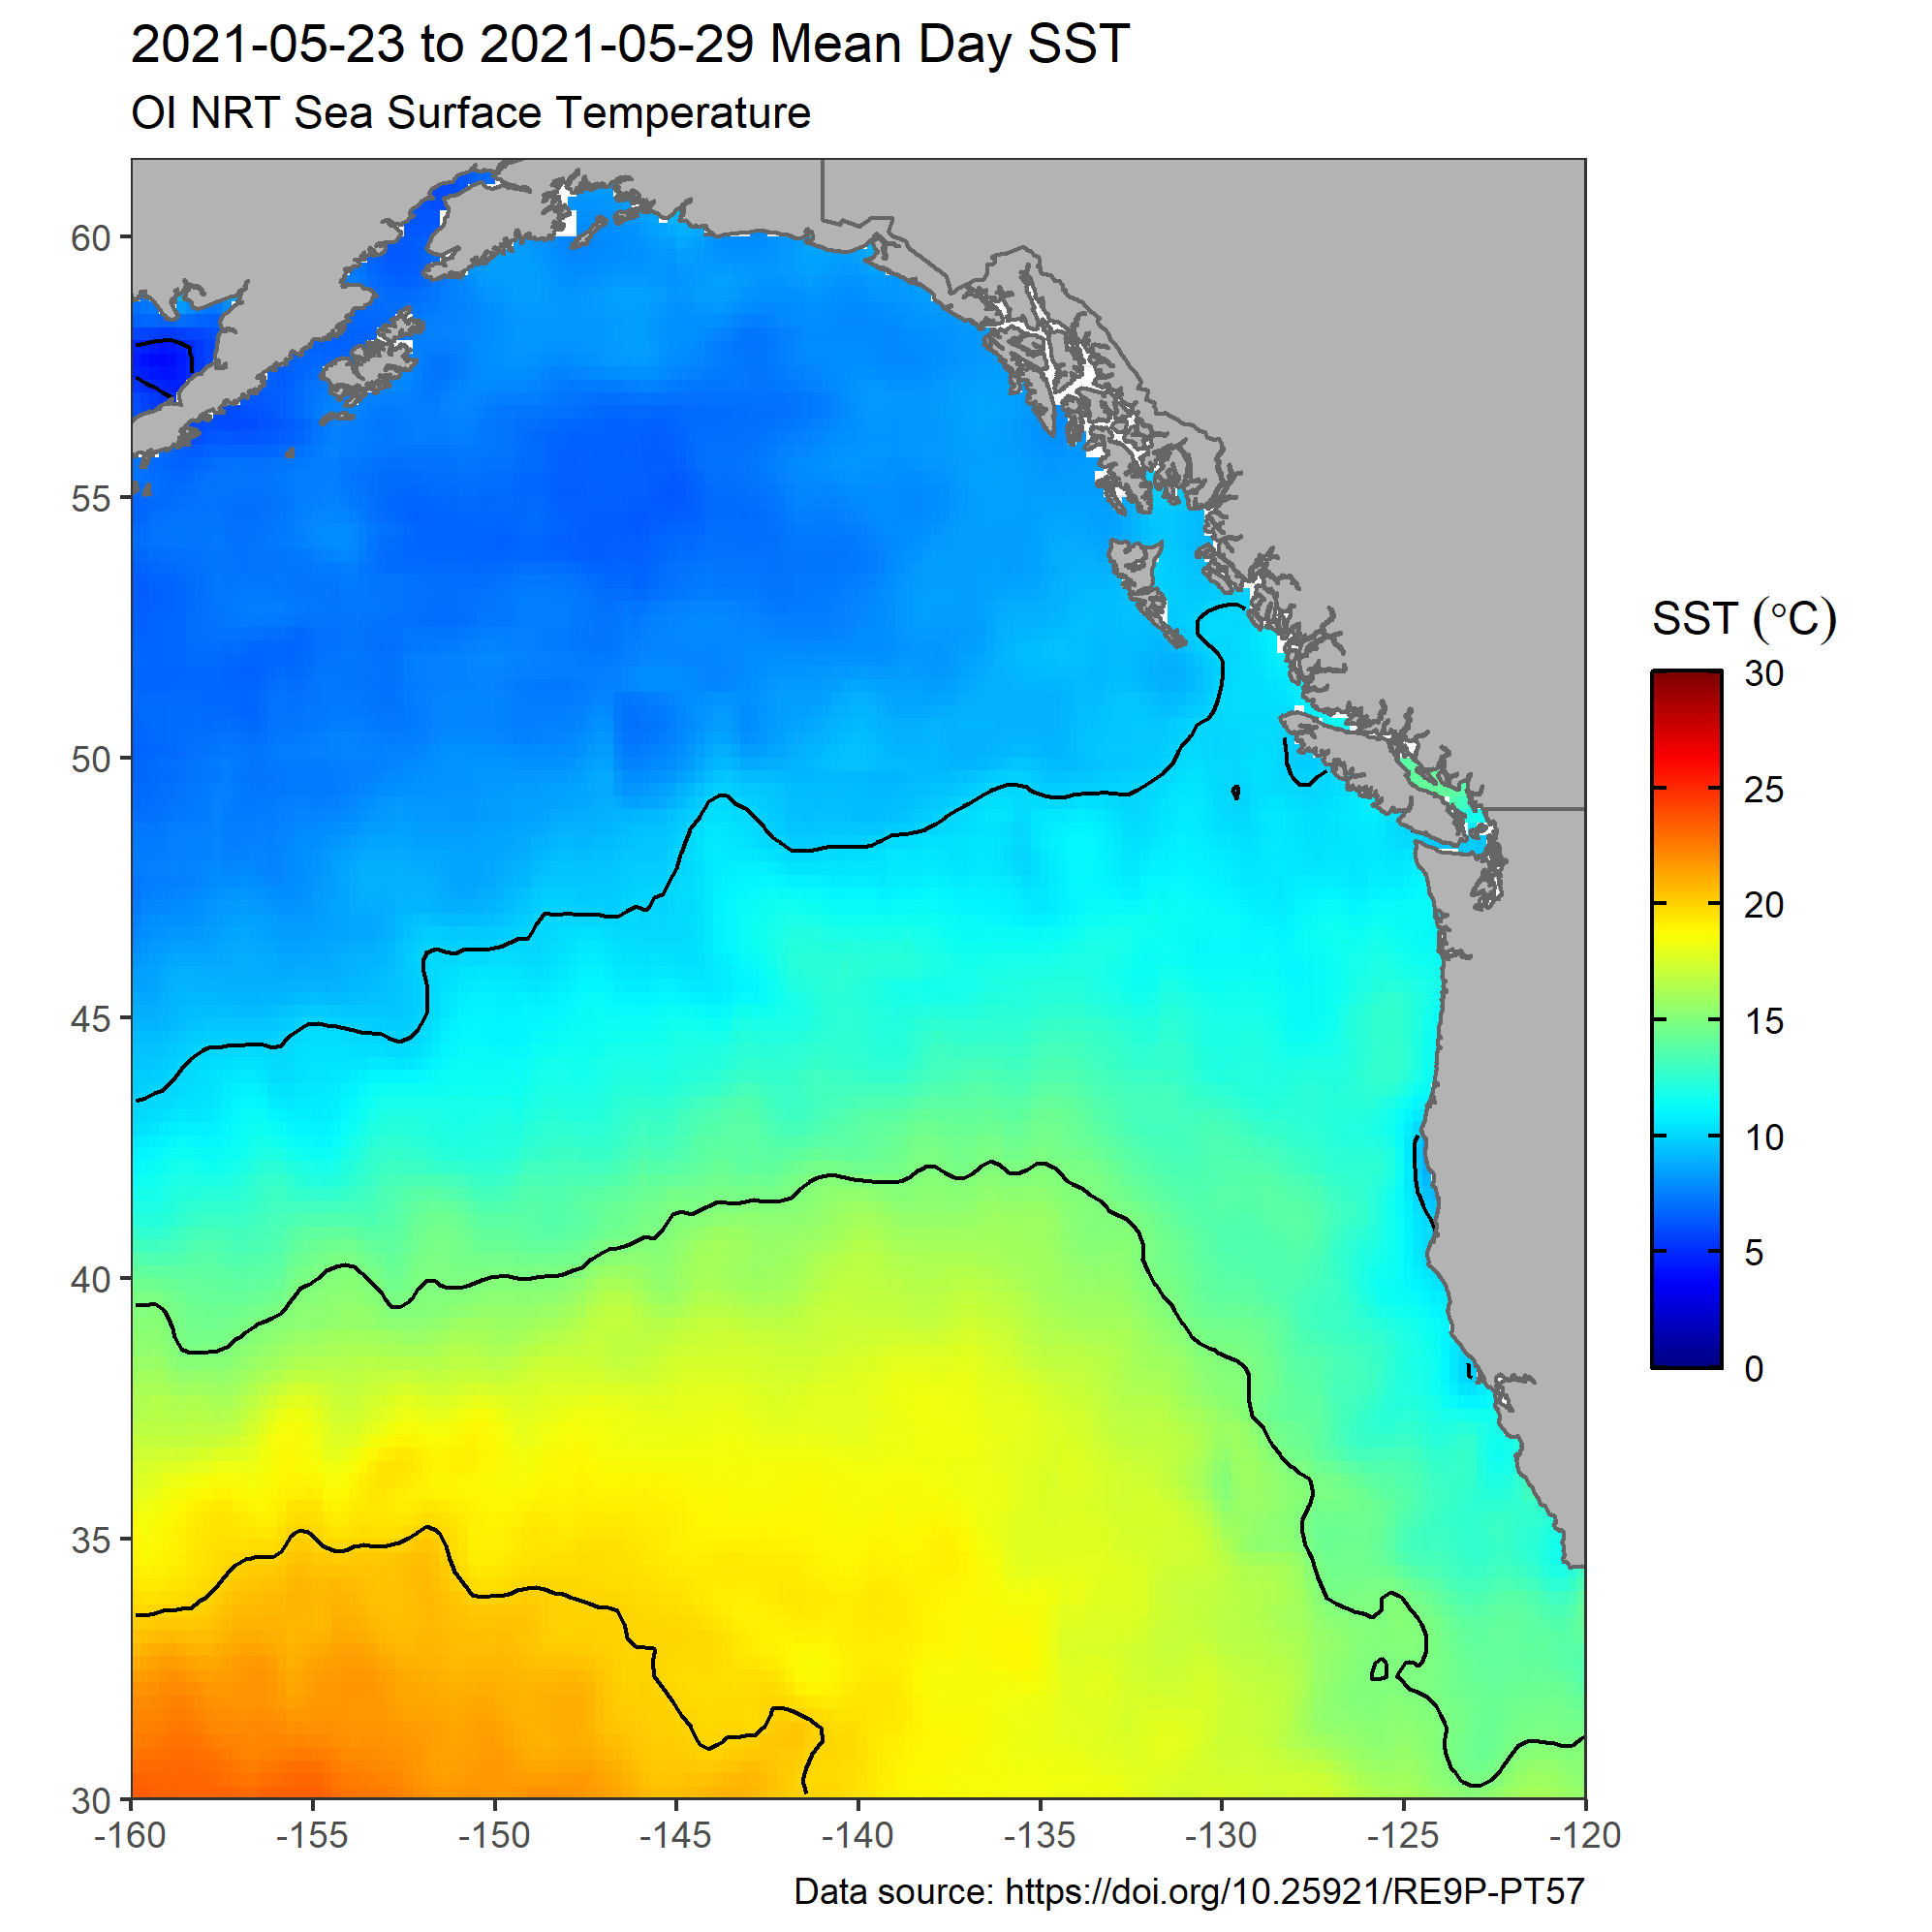 2021-05-23 to 2021-05-29 Mean Day SST
OI NRT Sea Surface Temperature
60
55
50
45
40
35
30
-160 -155 -150 -145 -140 -135 -130 -125 -120
SST (°C)
30
25
20
15
10
5
0
Data source: https://doi.org/10.25921/RE9P-PT57